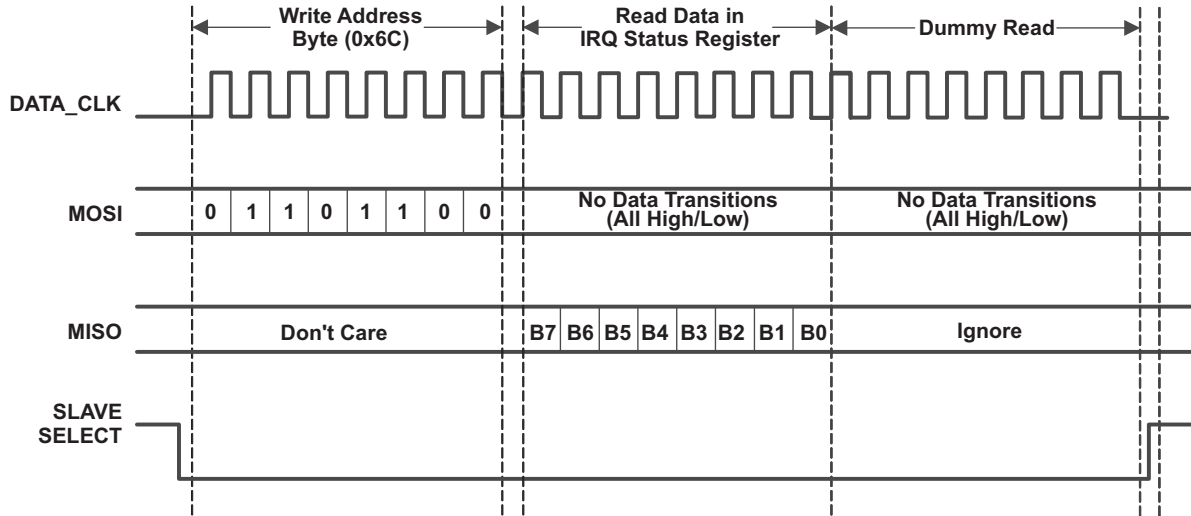 Write Address
Byte (0x6C)
Read Data in
IRQ Status Register
Dummy Read
DATA_CLK
MOSI
0 1 1 0 1 1 0 0
No Data Transitions
(All High/Low)
No Data Transitions
(All High/Low)
MISO
Don't Care
B7 B6 B5 B4 B3 B2 B1 B0
Ignore
SLAVE
SELECT